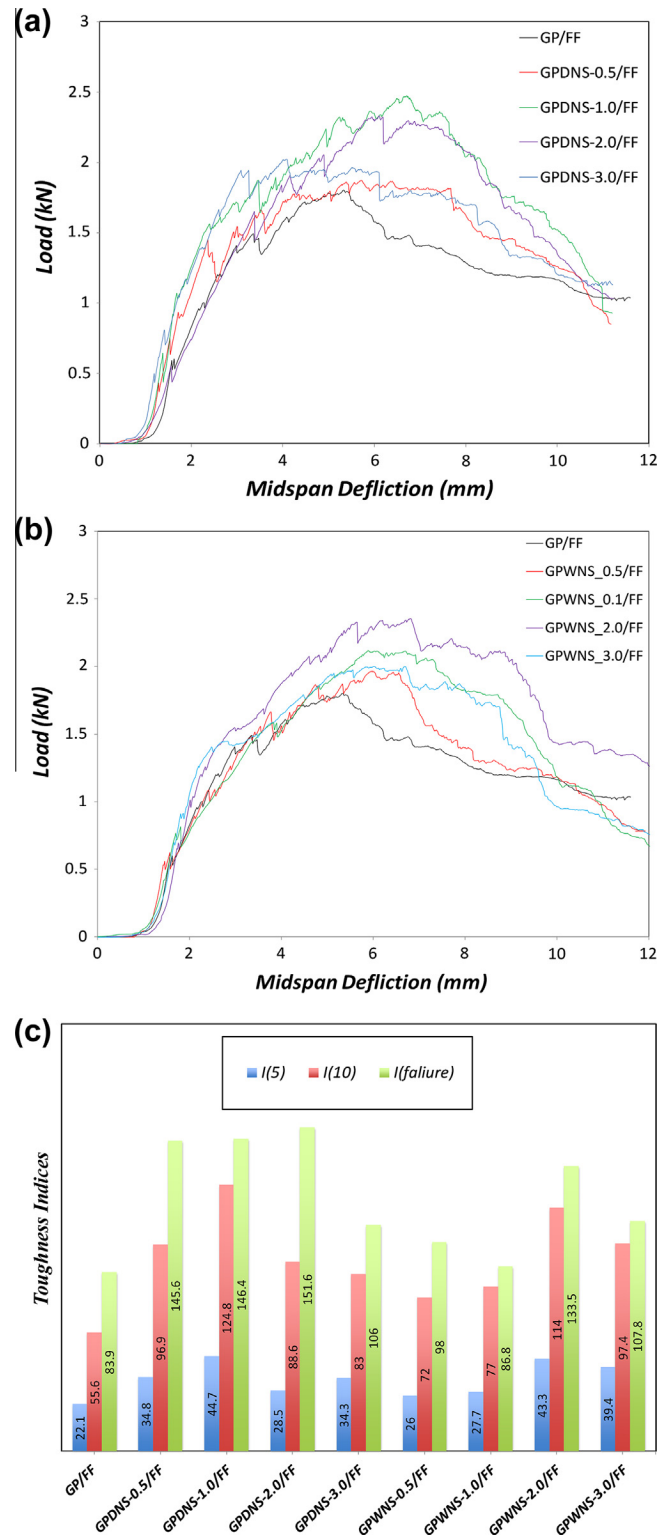 (a)
3
2.5
2
1.5
1
0.5
0
Load (kN)
GP/FF
GPDNS-0.5/FF
GPDNS-1.0/FF
GPDNS-2.0/FF
GPDNS-3.0/FF
0 2 4 6 8 10 12
Midspan Defliction (mm)
(b)
3
2.5
2
1.5
1
0.5
0
Load (kN)
GP/FF
GPWNS_0.5/FF
GPWNS_0.1/FF
GPWNS_2.0/FF
GPWNS_3.0/FF
0 2 4 6 8 10 12
Midspan Defliction (mm)
(c)
I(5) I(10) I(faliure)
Toughness Indices
22.1 55.6 83.9
34.8 96.9 145.6
44.7 124.8 146.4
28.5 88.6 151.6
34.3 83 106
26 72 98
27.7 77 86.8
43.3 114 133.5
39.4 97.4 107.8
GP/FF
GPDNS-0.5/FF
GPDNS-1.0/FF
GPDNS-2.0/FF
GPDNS-3.0/FF
GPWNS-0.5/FF
GPWNS-1.0/FF
GPWNS-2.0/FF
GPWNS-3.0/FF